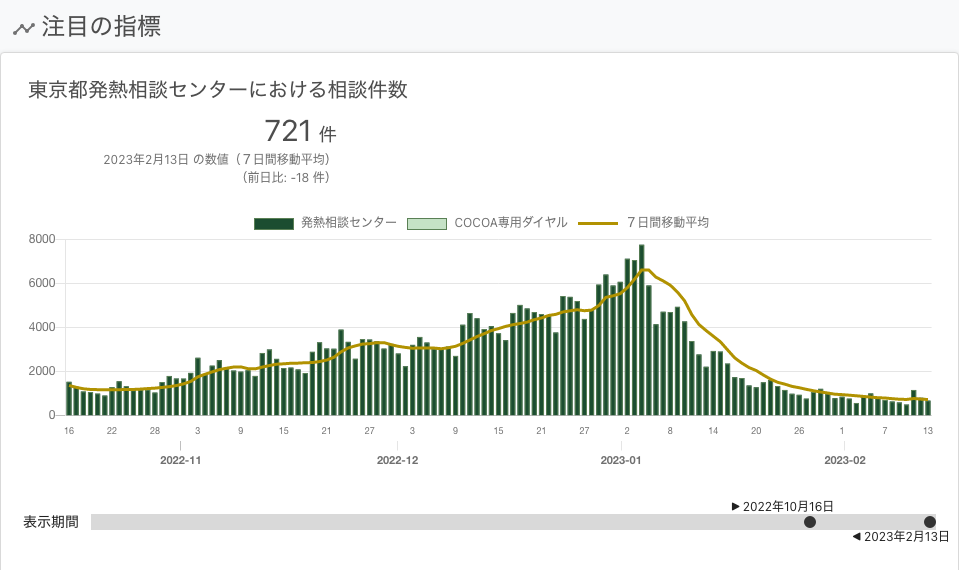 注目の指標
東京都発熱相談センターにおける相談件数
721 件
2023年2月13日 の数値（７日間移動平均）
（前日比: -18 件）
発熱相談センター COCOA専用ダイヤル ７日間移動平均
8000
6000
4000
2000
0
16 22 28 3 9 15 21 27 3 9 15 21 27 2 8 14 20 26 1 7 13
2022-11 2022-12 2023-01 2023-02
▶ 2022年10月16日
表示期間
◀ 2023年2月13日